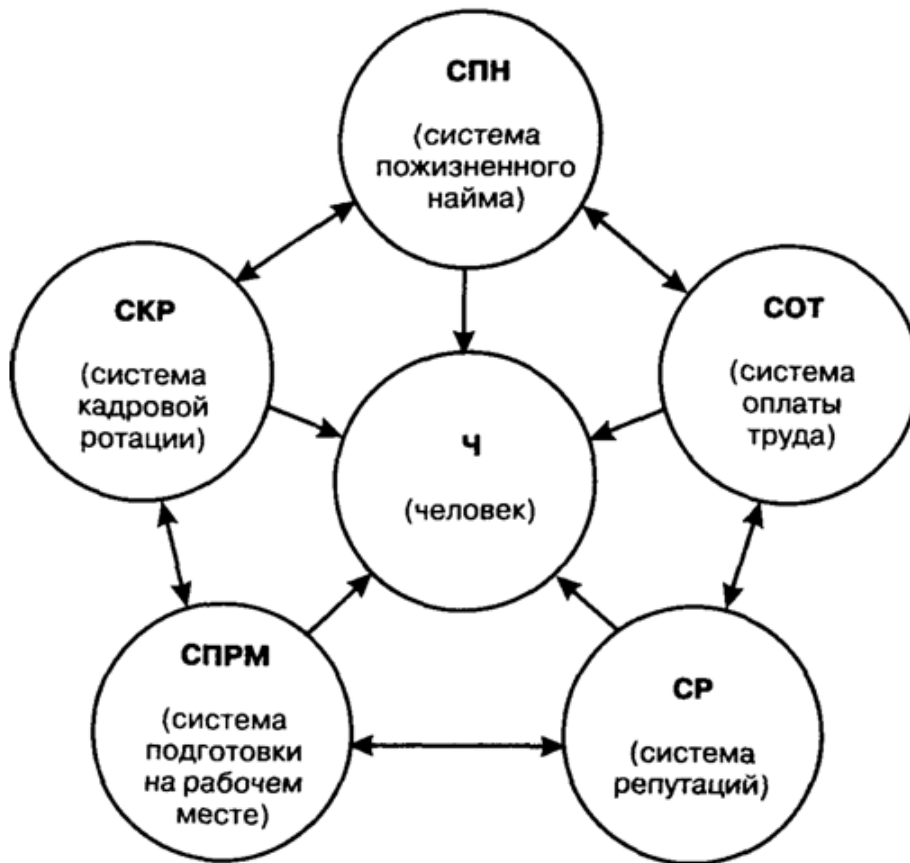 СПН
(система
пожизненного
найма)
СКР
(система
кадровой
ротации)
СОТ
(система
оплаты
труда)
Ч
(человек)
СПРМ
(система
подготовки
на рабочем
месте)
СР
(система
репутаций)